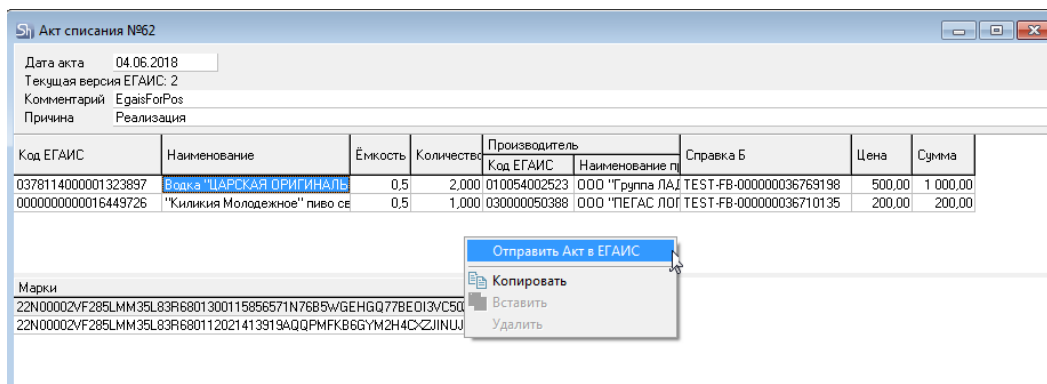 Sh Акт списания №62
Дата акта 04.06.2018
Текущая версия ЕГАИС: 2
Комментарий EgaisForPos
Причина Реализация
Код ЕГАИС Наименование Ёмкость Количество Производитель Справка Б Цена Сумма
Код ЕГАИС Наименование п
0378114000001323897 Водка "ЦАРСКАЯ ОРИГИНАЛЬ 0,5 2,000 010054002523 ООО "Группа ЛАД TEST-FB-000000036769198 500,00 1 000,00
0000000000016449726 "Киликия Молодежное" пиво св 0,5 1,000 030000050388 ООО "ПЕГАС ЛОГ TEST-FB-000000036710135 200,00 200,00
Отправить Акт в ЕГАИС
Копировать
Вставить
Удалить
Марки
22N00002VF285LMM35L83R6801300115856571N76B5WGEHGQ77BEOI3VC50
22N00002VF285LMM35L83R680112021413919AQQPMFKB6GYM2H4CXZJINUJ